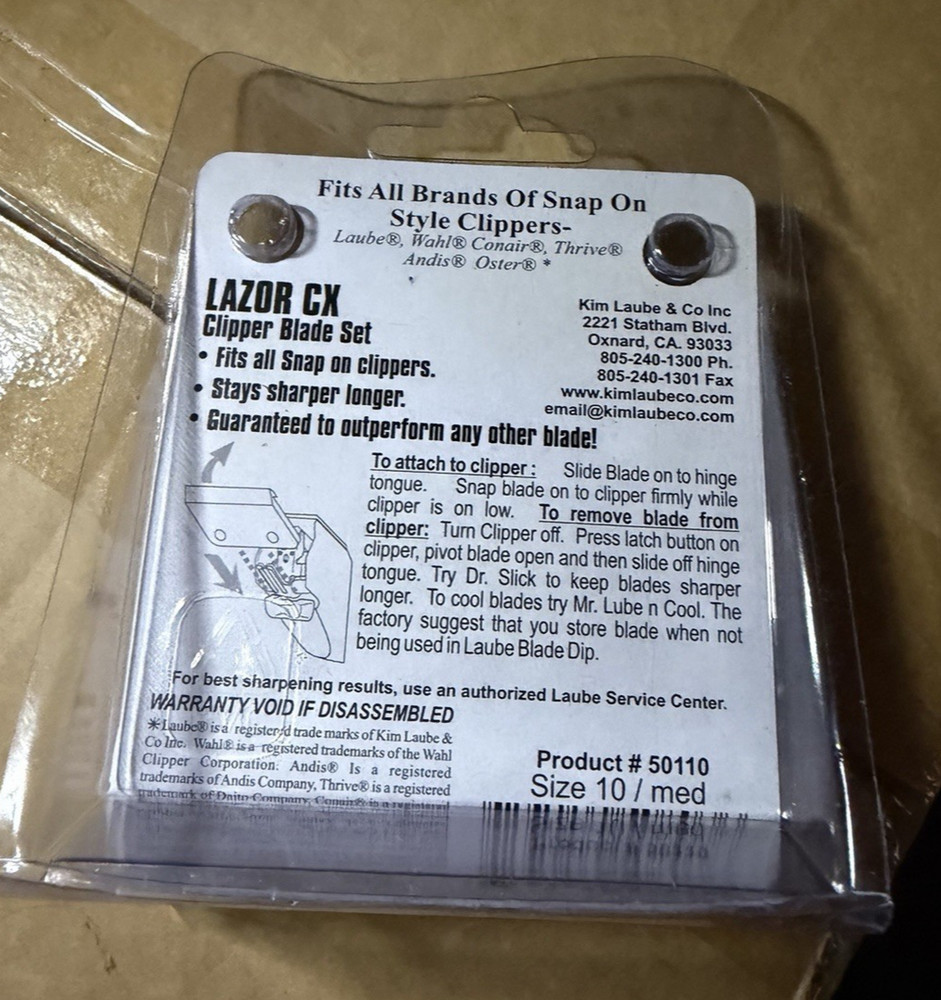 Fits All Brands Of Snap On
Style Clippers-
Laube®, Wahl® Conair®, Thrive®
Andis® Oster® *
LAZOR CX
Clipper Blade Set
• Fits all Snap on clippers.
• Stays sharper longer.
• Guaranteed to outperform any other blade!
Kim Laube & Co Inc
2221 Statham Blvd.
Oxnard, CA. 93033
805-240-1300 Ph.
805-240-1301 Fax
www.kimlaubeco.com
email@kimlaubeco.com
To attach to clipper : Slide Blade on to hinge
tongue. Snap blade on to clipper firmly while
clipper is on low. To remove blade from
clipper: Turn Clipper off. Press latch button on
clipper, pivot blade open and then slide off hinge
tongue. Try Dr. Slick to keep blades sharper
longer. To cool blades try Mr. Lube n Cool. The
factory suggest that you store blade when not
being used in Laube Blade Dip.
For best sharpening results, use an authorized Laube Service Center.
WARRANTY VOID IF DISASSEMBLED
*Laube® is a registered trade marks of Kim Laube &
Co Inc. Wahl® is a registered trademarks of the Wahl
Clipper Corporation. Andis® Is a registered
trademarks of Andis Company, Thrive® is a registered
trademark of Daito Company, Conair® is a registered
Product # 50110
Size 10 / med